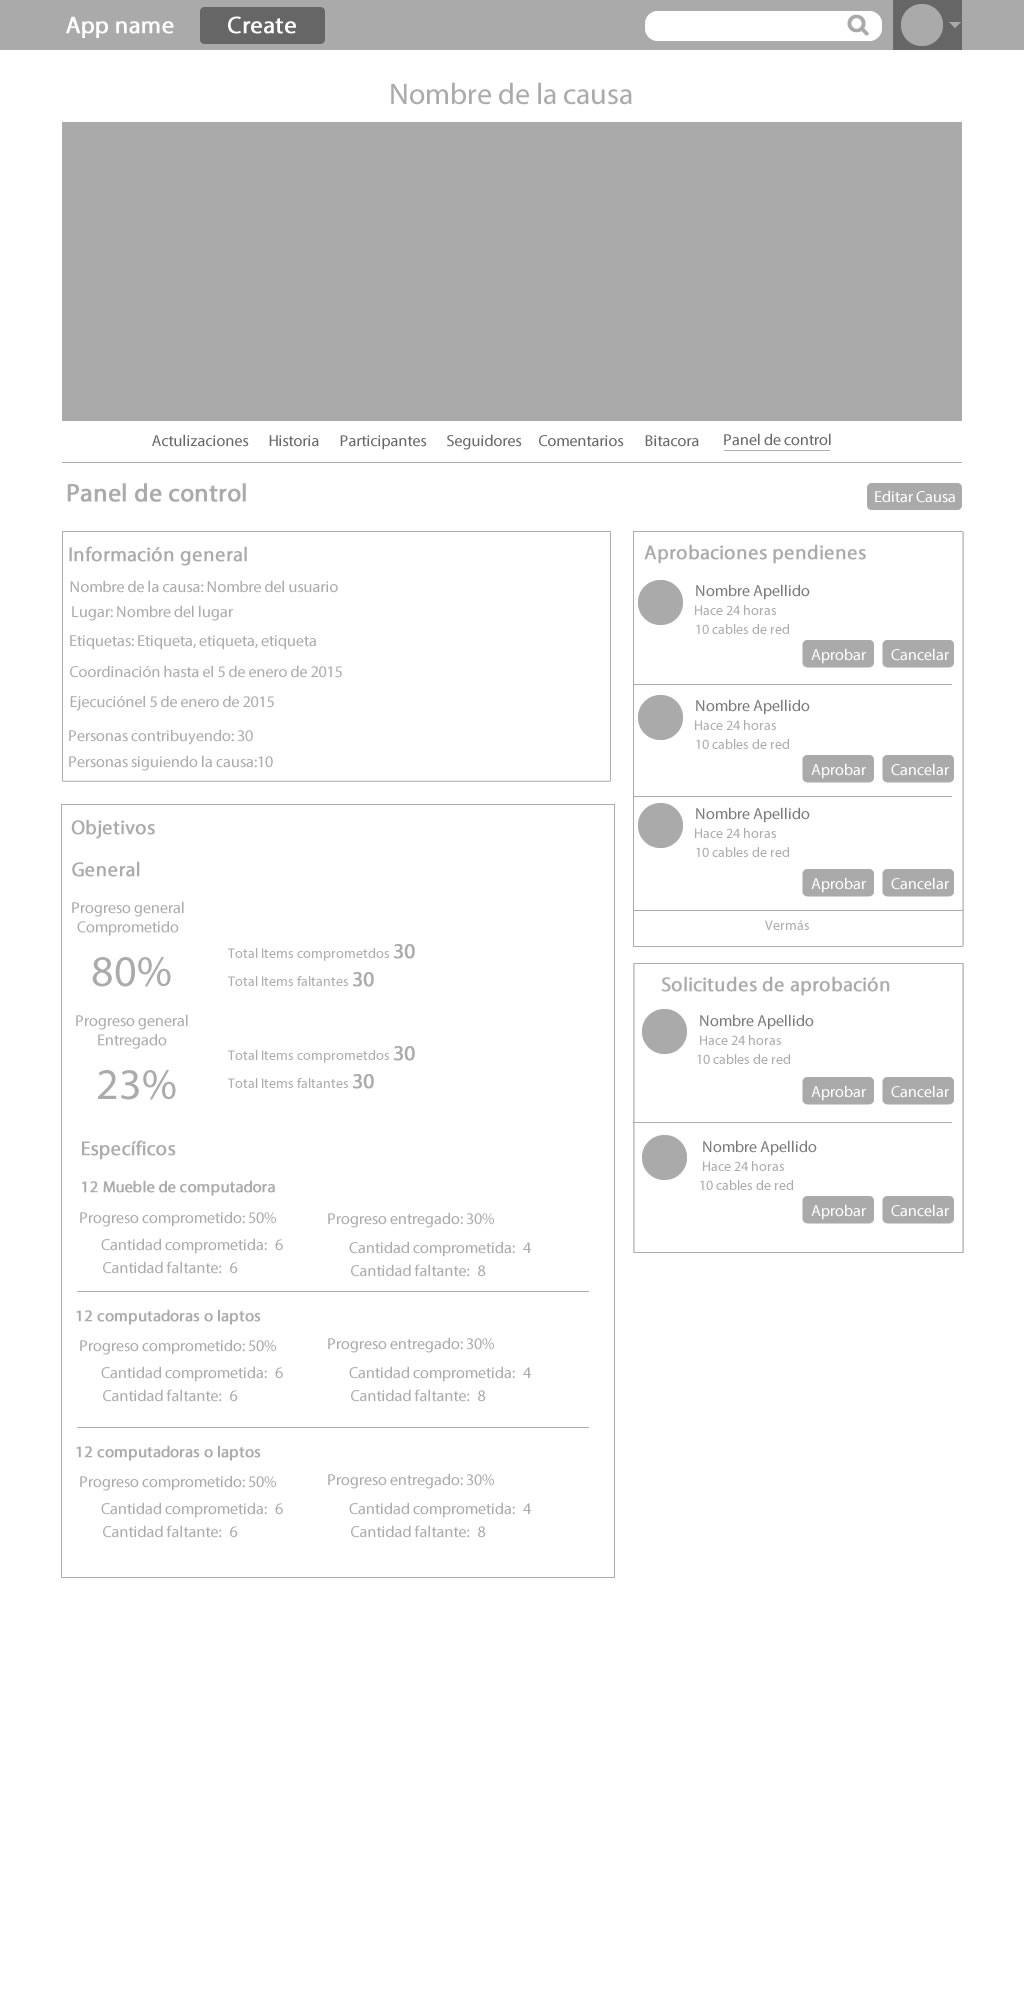 App name
Create
Nombre de la causa
Actulizaciones Historia Participantes Seguidores Comentarios Bitacora Panel de control
Panel de control
Editar Causa
Información general
Nombre de la causa: Nombre del usuario
Lugar: Nombre del lugar
Etiquetas: Etiqueta, etiqueta, etiqueta
Coordinación hasta el 5 de enero de 2015
Ejecuciónel 5 de enero de 2015
Personas contribuyendo: 30
Personas siguiendo la causa:10
Objetivos
General
Progreso general
Comprometido
80%
Total Items comprometdos 30
Total Items faltantes 30
Progreso general
Entregado
23%
Total Items comprometdos 30
Total Items faltantes 30
Específicos
12 Mueble de computadora
Progreso comprometido: 50%
Cantidad comprometida: 6
Cantidad faltante: 6
Progreso entregado: 30%
Cantidad comprometida: 4
Cantidad faltante: 8
12 computadoras o laptos
Progreso comprometido: 50%
Cantidad comprometida: 6
Cantidad faltante: 6
Progreso entregado: 30%
Cantidad comprometida: 4
Cantidad faltante: 8
12 computadoras o laptos
Progreso comprometido: 50%
Cantidad comprometida: 6
Cantidad faltante: 6
Progreso entregado: 30%
Cantidad comprometida: 4
Cantidad faltante: 8
Aprobaciones pendienes
Nombre Apellido
Hace 24 horas
10 cables de red
Aprobar Cancelar
Nombre Apellido
Hace 24 horas
10 cables de red
Aprobar Cancelar
Nombre Apellido
Hace 24 horas
10 cables de red
Aprobar Cancelar
Vermás
Solicitudes de aprobación
Nombre Apellido
Hace 24 horas
10 cables de red
Aprobar Cancelar
Nombre Apellido
Hace 24 horas
10 cables de red
Aprobar Cancelar